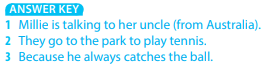 ANSWER KEY
1 Millie is talking to her uncle (from Australia).
2 They go to the park to play tennis.
3 Because he always catches the ball.